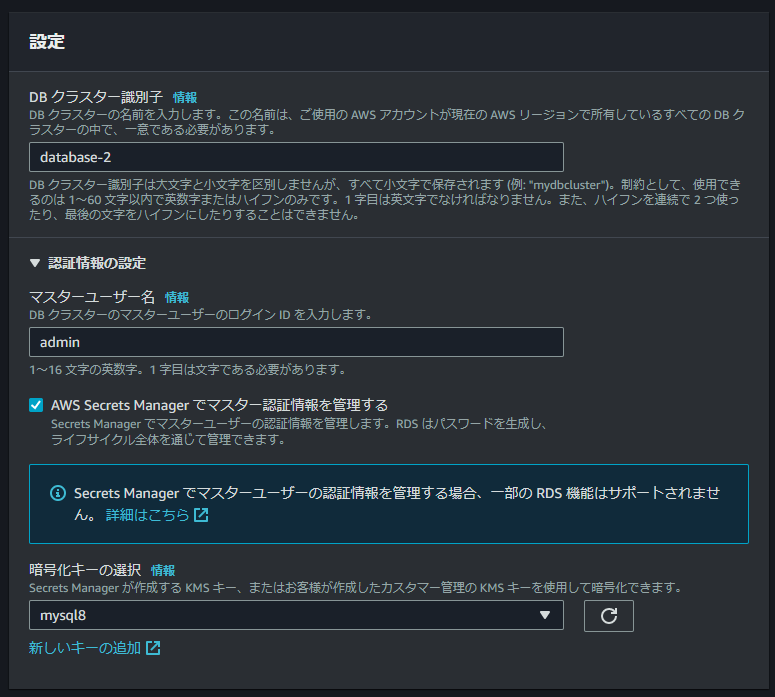 設定
DB クラスター識別子 情報
DB クラスターの名前を入力します。この名前は、ご使用の AWS アカウントが現在の AWS リージョンで所有しているすべての DB ク
ラスターの中で、一意である必要があります。
database-2
DB クラスター識別子は大文字と小文字を区別しませんが、すべて小文字で保存されます (例: "mydbcluster")。制約として、使用でき
るのは 1～60 文字以内で英数字またはハイフンのみです。1 字目は英文字でなければなりません。また、ハイフンを連続で 2 つ使っ
たり、最後の文字をハイフンにしたりすることはできません。
▼ 認証情報の設定
マスターユーザー名 情報
DB クラスターのマスターユーザーのログイン ID を入力します。
admin
1～16 文字の英数字。1 字目は文字である必要があります。
AWS Secrets Manager でマスター認証情報を管理する
Secrets Manager でマスターユーザーの認証情報を管理します。RDS はパスワードを生成し、
ライフサイクル全体を通じて管理できます。
Secrets Manager でマスターユーザーの認証情報を管理する場合、一部の RDS 機能はサポートされませ
ん。 詳細はこちら
暗号化キーの選択 情報
Secrets Manager が作成する KMS キー、またはお客様が作成したカスタマー管理の KMS キーを使用して暗号化できます。
mysql8
新しいキーの追加